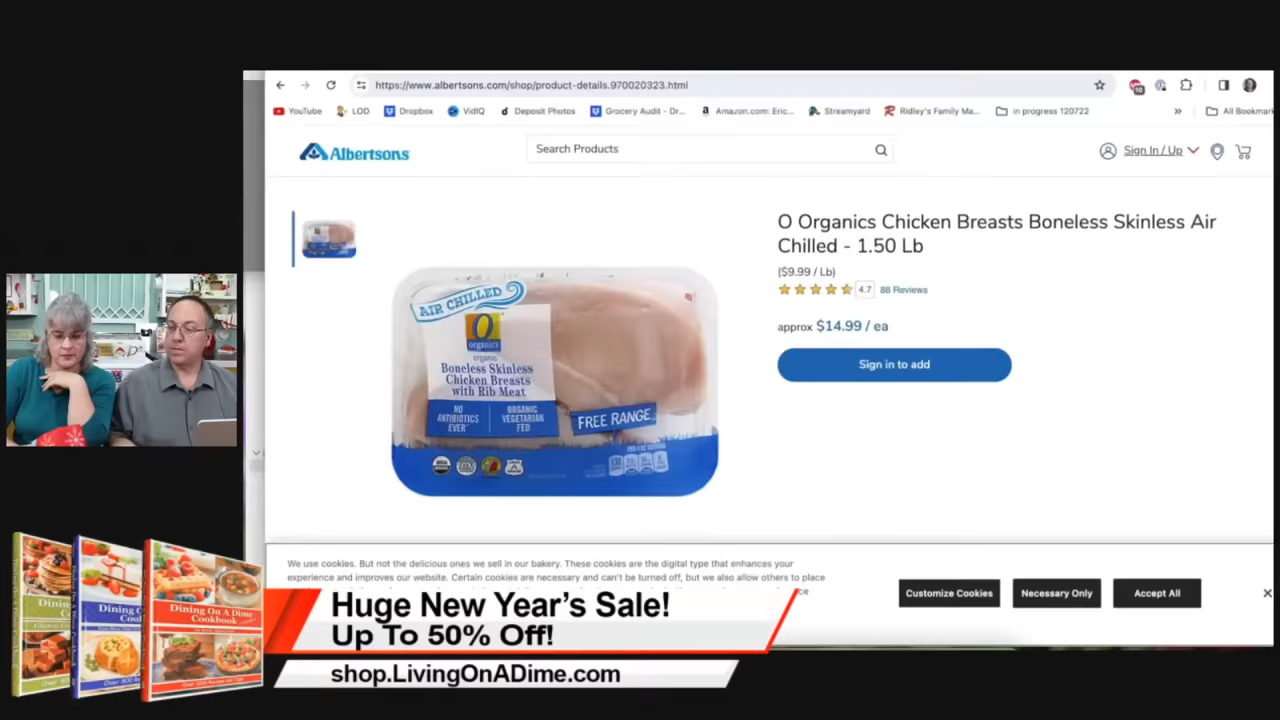 https://www.albertsons.com/shop/product-details.970020323.html
YouTube LOD Dropbox VidIQ Deposit Photos Grocery Audit - Dr... Amazon.com: Eric... Streamyard Ridley's Family Ma... in progress 120722 » All Bookmar
Albertsons
Search Products
Sign In / Up
O Organics Chicken Breasts Boneless Skinless Air
Chilled - 1.50 Lb
($9.99 / Lb)
4.7 88 Reviews
approx $14.99 / ea
Sign in to add
AIR CHILLED
O
organics
organic
Boneless Skinless
Chicken Breasts
with Rib Meat
NO
ANTIBIOTICS
EVER
ORGANIC
VEGETARIAN
FED
FREE RANGE
We use cookies. But not the delicious ones we sell in our bakery. These cookies are the digital type that enhances your
experience and improves our website. Certain cookies are necessary and can't be turned off, but we also allow others to place
Customize Cookies
Necessary Only
Accept All
Dining On A Dime
Cookbook
Huge New Year's Sale!
Up To 50% Off!
shop.LivingOnADime.com